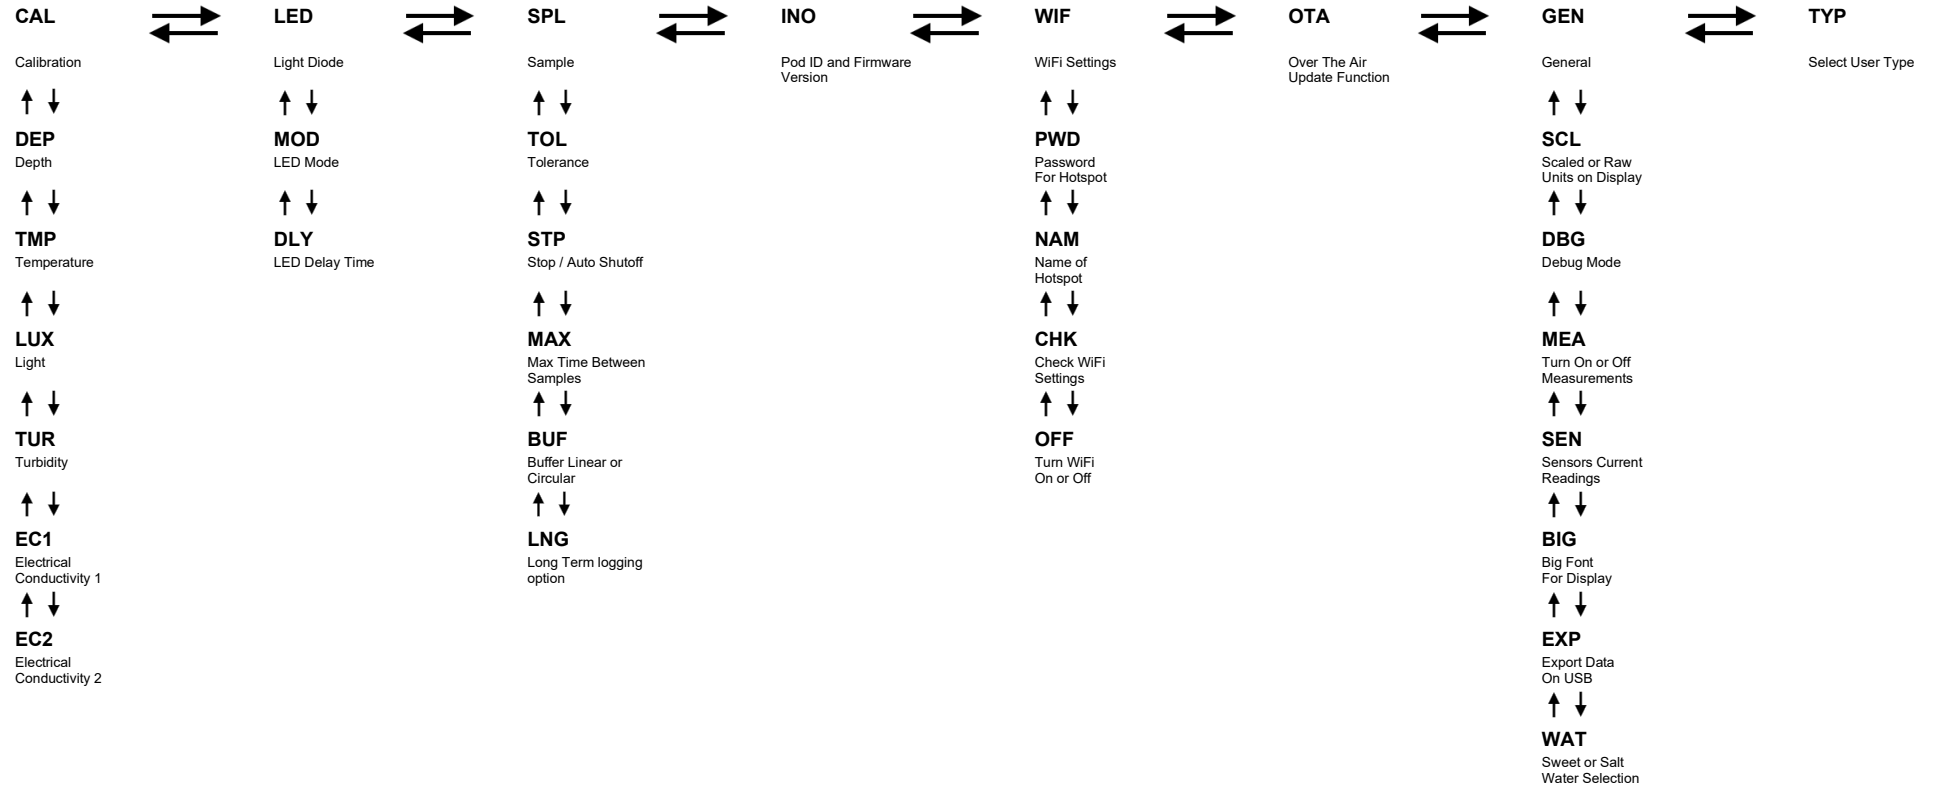 CAL
Calibration
DEP
Depth
TMP
Temperature
LUX
Light
TUR
Turbidity
EC1
Electrical
Conductivity 1
EC2
Electrical
Conductivity 2
LED
Light Diode
MOD
LED Mode
DLY
LED Delay Time
SPL
Sample
TOL
Tolerance
STP
Stop / Auto Shutoff
MAX
Max Time Between
Samples
BUF
Buffer Linear or
Circular
LNG
Long Term logging
option
INO
Pod ID and Firmware
Version
WIF
WiFi Settings
PWD
Password
For Hotspot
NAM
Name of
Hotspot
CHK
Check WiFi
Settings
OFF
Turn WiFi
On or Off
OTA
Over The Air
Update Function
GEN
General
SCL
Scaled or Raw
Units on Display
DBG
Debug Mode
MEA
Turn On or Off
Measurements
SEN
Sensors Current
Readings
BIG
Big Font
For Display
EXP
Export Data
On USB
WAT
Sweet or Salt
Water Selection
TYP
Select User Type